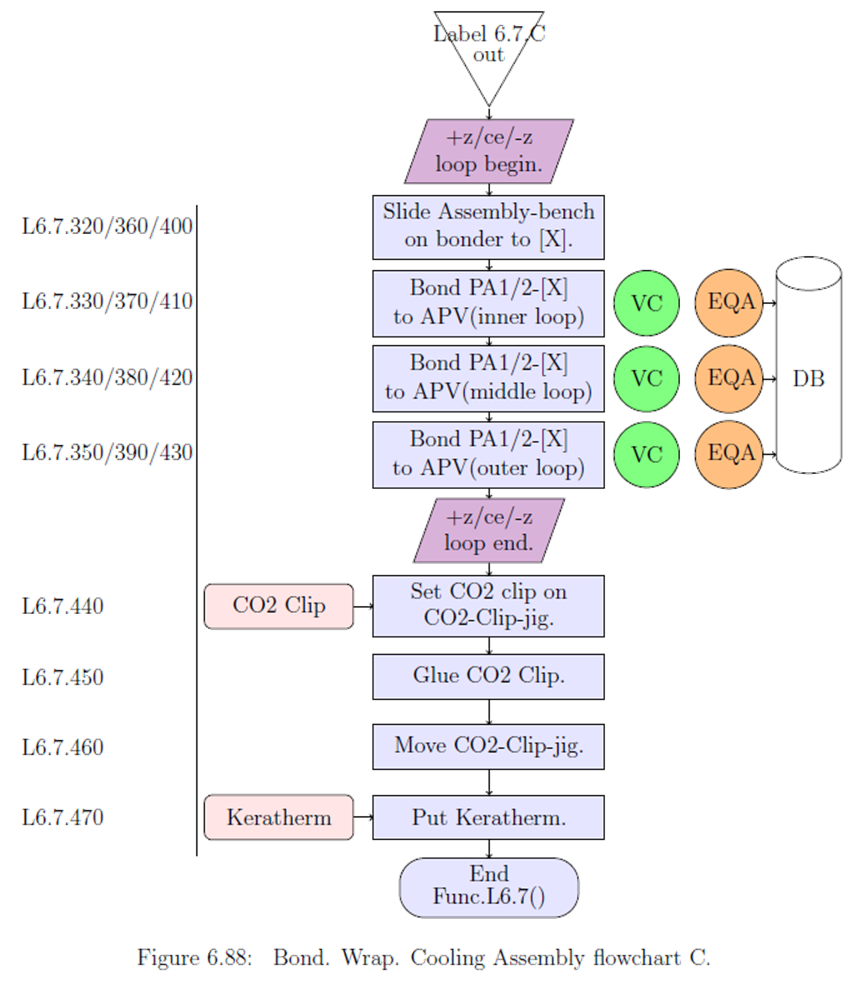 Label 6.7.C
out
+z/ce/-z
loop begin.
L6.7.320/360/400
Slide Assembly-bench
on bonder to [X].
L6.7.330/370/410
Bond PA1/2-[X]
to APV(inner loop)
VC
EQA
L6.7.340/380/420
Bond PA1/2-[X]
to APV(middle loop)
VC
EQA
DB
L6.7.350/390/430
Bond PA1/2-[X]
to APV(outer loop)
VC
EQA
+z/ce/-z
loop end.
L6.7.440
CO2 Clip
Set CO2 clip on
CO2-Clip-jig.
L6.7.450
Glue CO2 Clip.
L6.7.460
Move CO2-Clip-jig.
L6.7.470
Keratherm
Put Keratherm.
End
Func.L6.7()
Figure 6.88: Bond. Wrap. Cooling Assembly flowchart C.